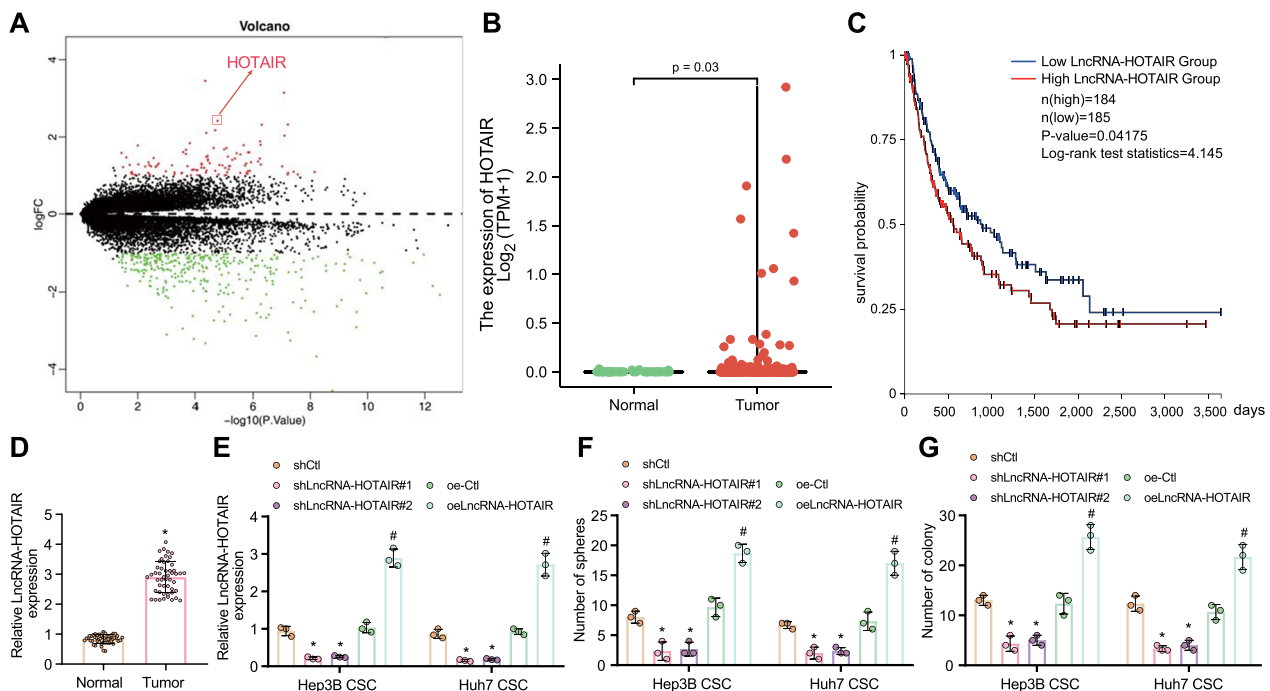 A
Volcano
HOTAIR
logFC
4
2
0
−2
−4
0
2
4
6
8
10
12
−log10(P.Value)
B
The expression of HOTAIR
Log2 (TPM+1)
3.0
2.5
2.0
1.5
1.0
0.5
0.0
p = 0.03
Normal
Tumor
C
survival probability
1
0.75
0.5
0.25
0
Low LncRNA-HOTAIR Group
High LncRNA-HOTAIR Group
n(high)=184
n(low)=185
P-value=0.04175
Log-rank test statistics=4.145
0
500
1,000
1,500
2,000
2,500
3,000
3,500
days
D
Relative LncRNA-HOTAIR
expression
5
4
3
2
1
0
*
Normal
Tumor
E
shCtl
shLncRNA-HOTAIR#1
oe-Ctl
shLncRNA-HOTAIR#2
oeLncRNA-HOTAIR
Relative LncRNA-HOTAIR
expression
4
3
2
1
0
* * #
* * #
Hep3B CSC
Huh7 CSC
F
shCtl
shLncRNA-HOTAIR#1
oe-Ctl
shLncRNA-HOTAIR#2
oeLncRNA-HOTAIR
Number of spheres
25
20
15
10
5
0
* * #
* * #
Hep3B CSC
Huh7 CSC
G
shCtl
shLncRNA-HOTAIR#1
oe-Ctl
shLncRNA-HOTAIR#2
oeLncRNA-HOTAIR
Number of colony
30
20
10
0
* * #
* * #
Hep3B CSC
Huh7 CSC